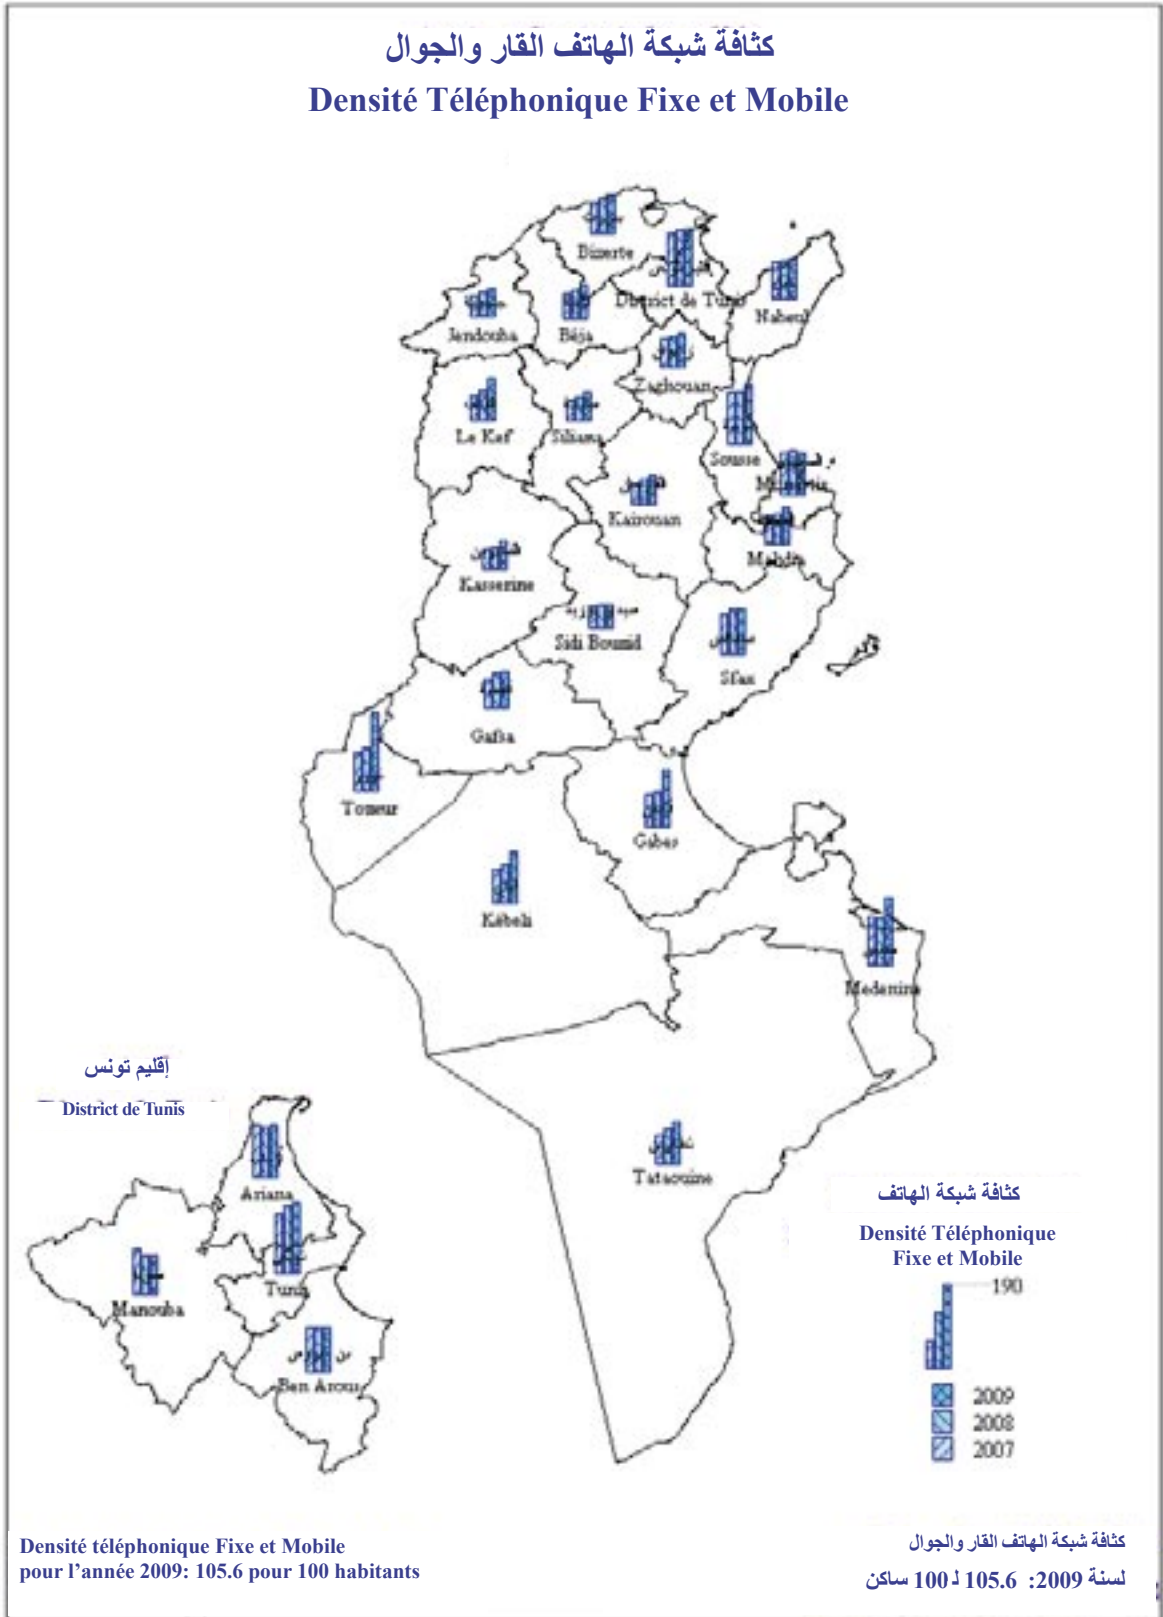 كثافة شبكة الهاتف القار والجوال
Densité Téléphonique Fixe et Mobile
Bizerte
District de Tunis
Nabeul
Jendouba
Béja
Zaghouan
Le Kef
Siliana
Sousse
Kairouan
Mahdia
Kasserine
Sidi Bouzid
Sfax
Gafsa
Tozeur
Gabes
Kébeli
Medenine
Tataouine
إقليم تونس
District de Tunis
Ariana
Manouba
Tunis
Ben Arous
كثافة شبكة الهاتف
Densité Téléphonique
Fixe et Mobile
190
2009
2008
2007
Densité téléphonique Fixe et Mobile
pour l’année 2009: 105.6 pour 100 habitants
كثافة شبكة الهاتف القار والجوال
لسنة 2009: 105.6 لـ 100 ساكن